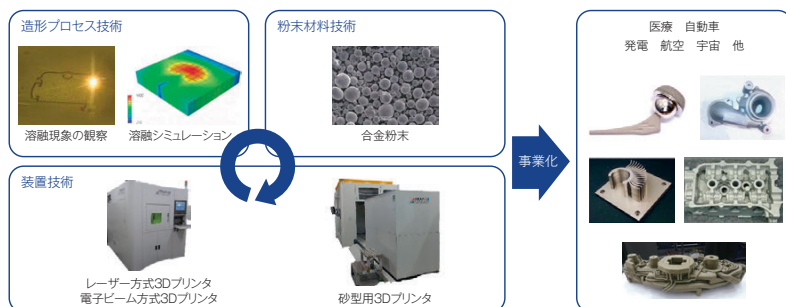 造形プロセス技術
溶融現象の観察
溶融シミュレーション
粉末材料技術
合金粉末
装置技術
レーザー方式3Dプリンタ
電子ビーム方式3Dプリンタ
砂型用3Dプリンタ
事業化
医療 自動車
発電 航空 宇宙 他